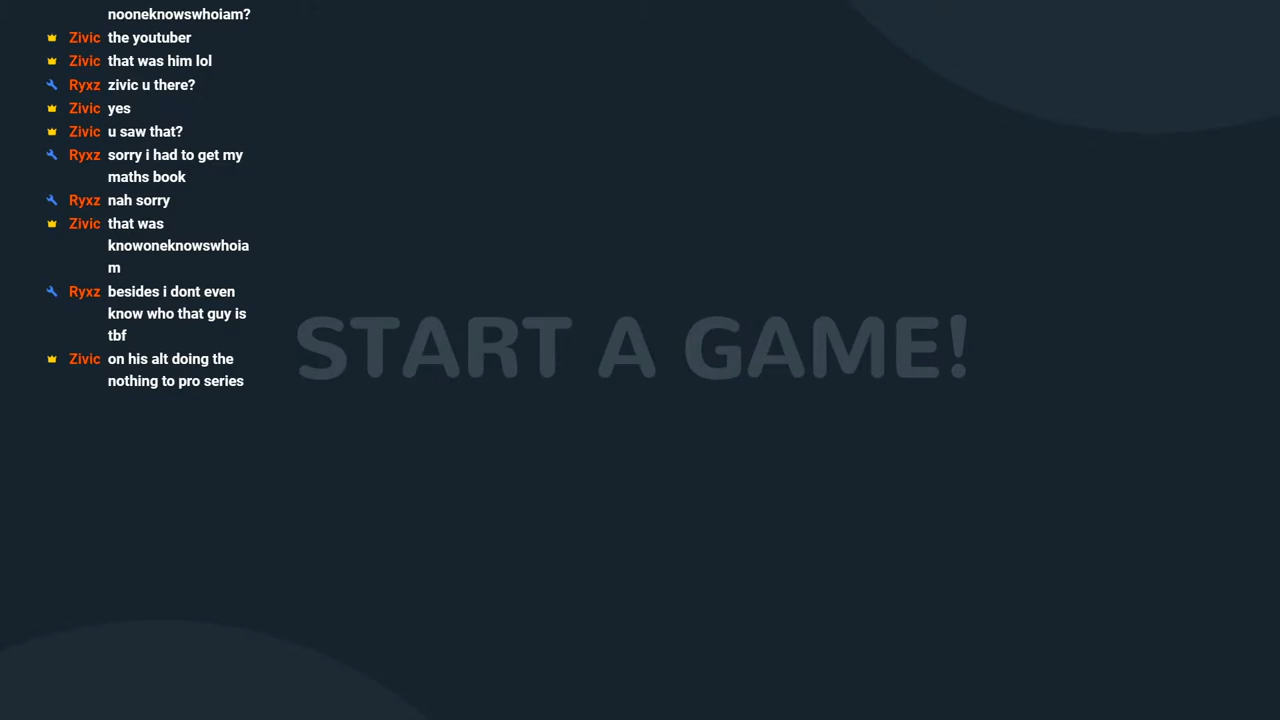 nooneknowswhoiam?
Zivic the youtuber
Zivic that was him lol
Ryxz zivic u there?
Zivic yes
Zivic u saw that?
Ryxz sorry i had to get my
maths book
Ryxz nah sorry
Zivic that was
knowoneknowswhoia
m
Ryxz besides i dont even
know who that guy is
tbf
Zivic on his alt doing the
nothing to pro series
START A GAME!